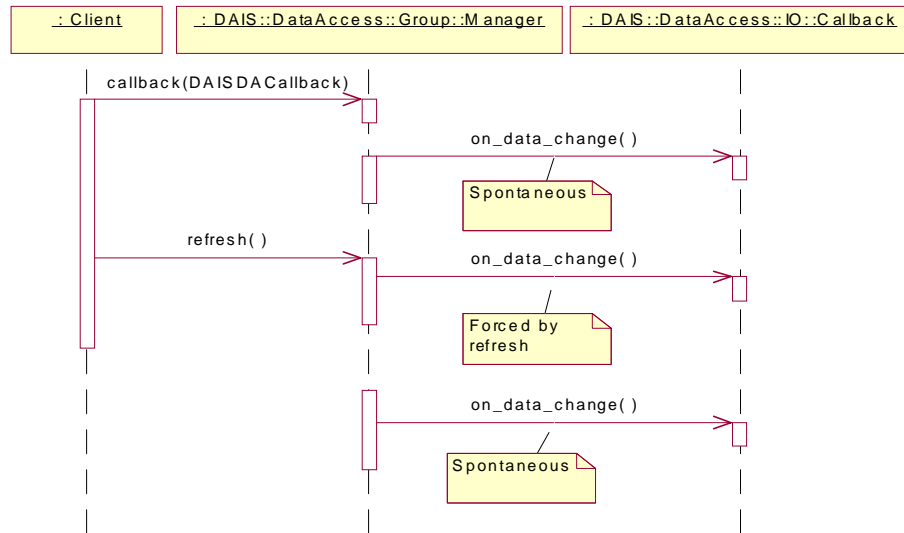 : Client
: DAIS::DataAccess::Group::Manager
: DAIS::DataAccess::IO::Callback
callback(DAISDACallback)
on_data_change( )
Spontaneous
refresh( )
on_data_change( )
Forced by
refresh
on_data_change( )
Spontaneous